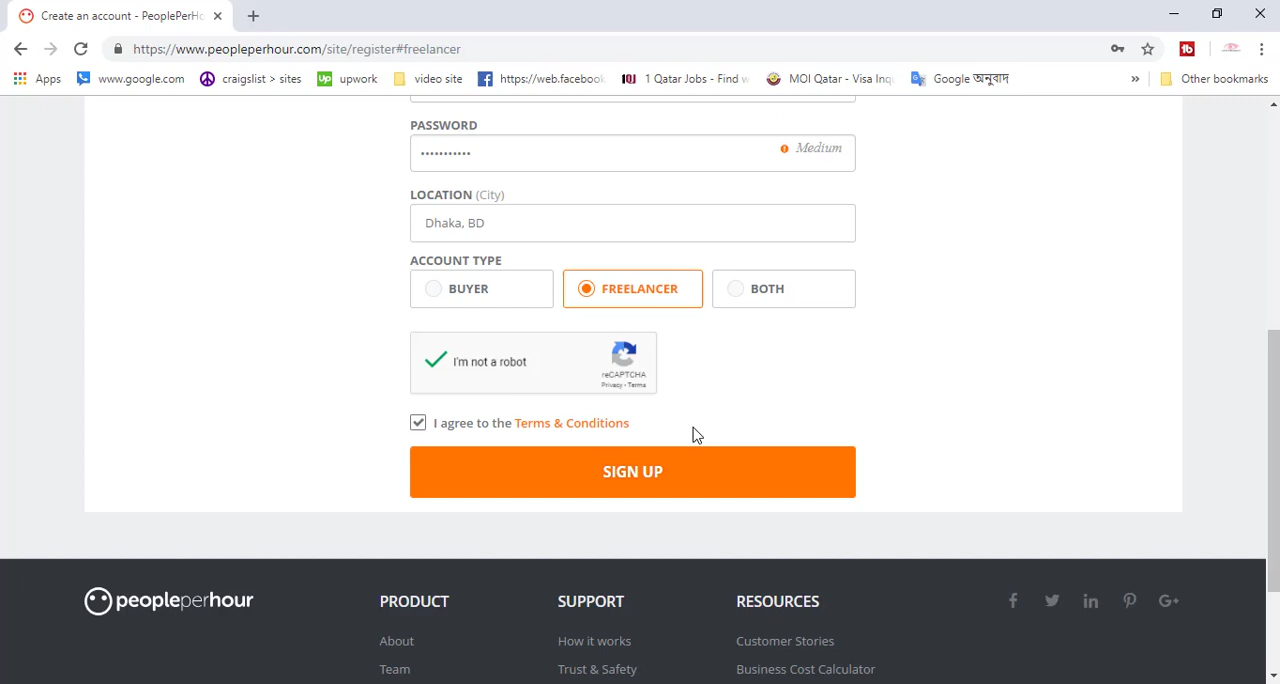 Create an account - PeoplePerHo
https://www.peopleperhour.com/site/register#freelancer
Apps www.google.com craigslist > sites Up upwork video site https://web.facebook. 1 Qatar Jobs - Find w MOI Qatar - Visa Inq Google অনুবাদ » Other bookmarks
PASSWORD
••••••••••• Medium
LOCATION (City)
Dhaka, BD
ACCOUNT TYPE
BUYER FREELANCER BOTH
I'm not a robot
reCAPTCHA
Privacy - Terms
I agree to the Terms & Conditions
SIGN UP
peopleperhour PRODUCT SUPPORT RESOURCES
About How it works Customer Stories
Team Trust & Safety Business Cost Calculator